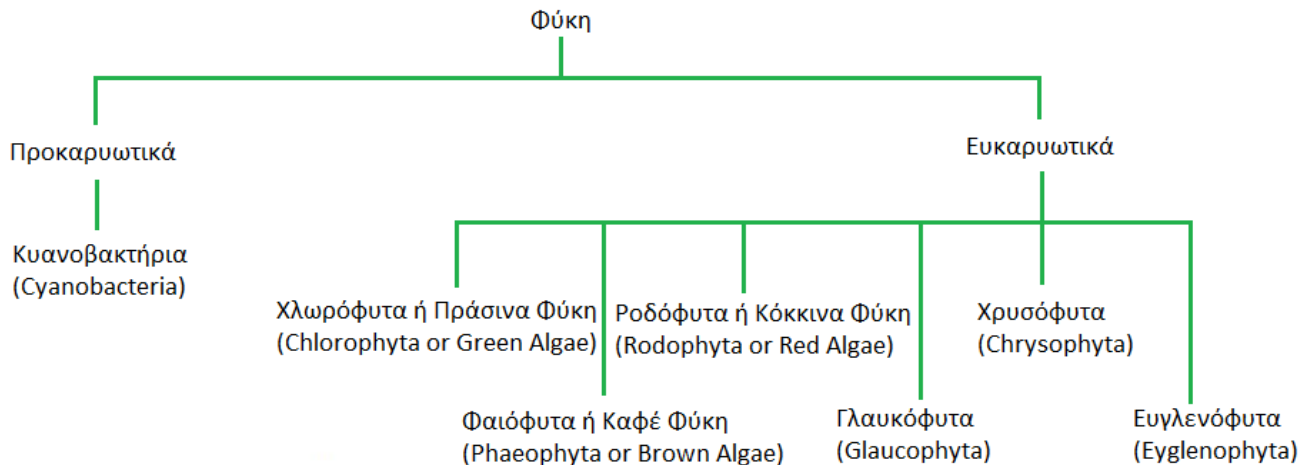 Φύκη
Προκαρυωτικά
Ευκαρυωτικά
Κυανοβακτήρια
(Cyanobacteria)
Χλωρόφυτα ή Πράσινα Φύκη
(Chlorophyta or Green Algae)
Ροδόφυτα ή Κόκκινα Φύκη
(Rodophyta or Red Algae)
Χρυσόφυτα
(Chrysophyta)
Φαιόφυτα ή Καφέ Φύκη
(Phaeophyta or Brown Algae)
Γλαυκόφυτα
(Glaucophyta)
Ευγλενόφυτα
(Eyglenophyta)